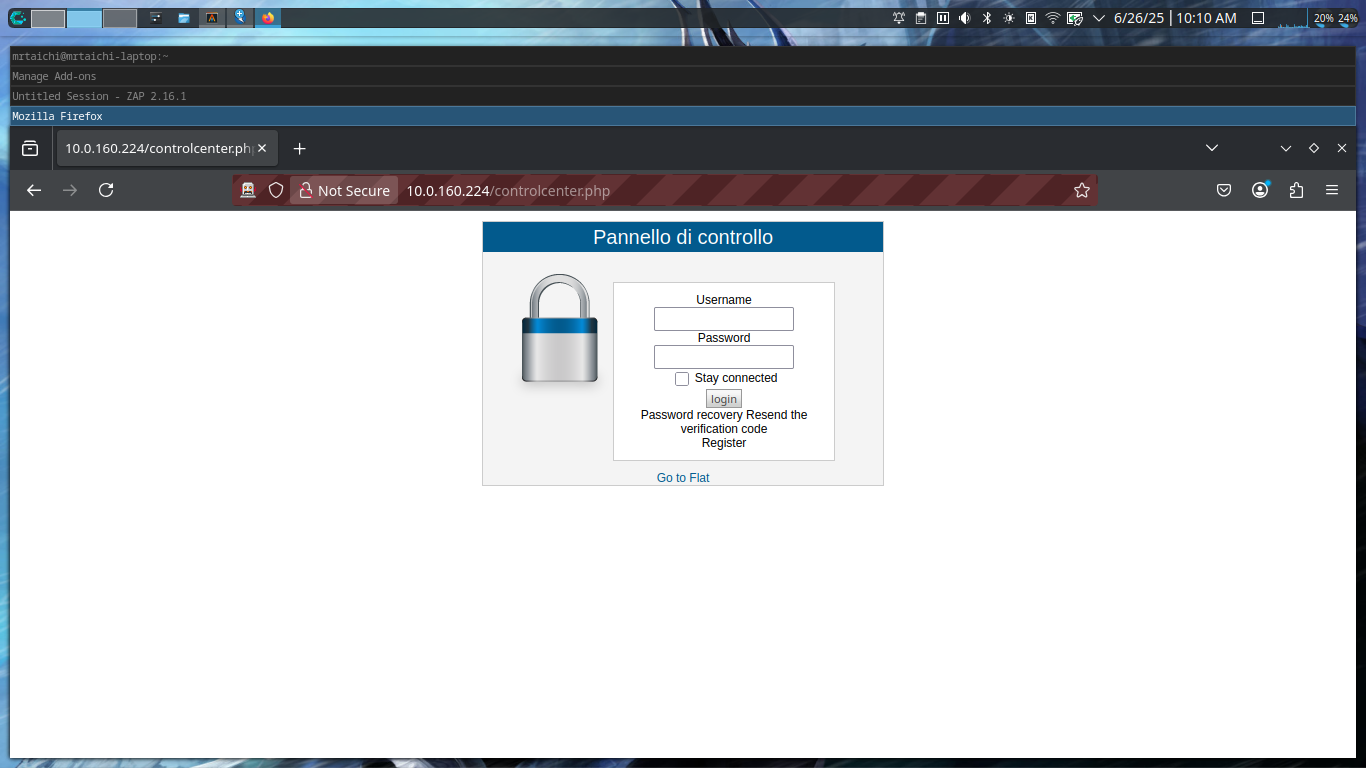 6/26/25 10:10 AM 20% 24%
mrtaichi@mrtaichi-laptop:~
Manage Add-ons
Untitled Session - ZAP 2.16.1
Mozilla Firefox
10.0.160.224/controlcenter.ph
Not Secure 10.0.160.224/controlcenter.php
Pannello di controllo
Username
Password
Stay connected
login
Password recovery Resend the
verification code
Register
Go to Flat